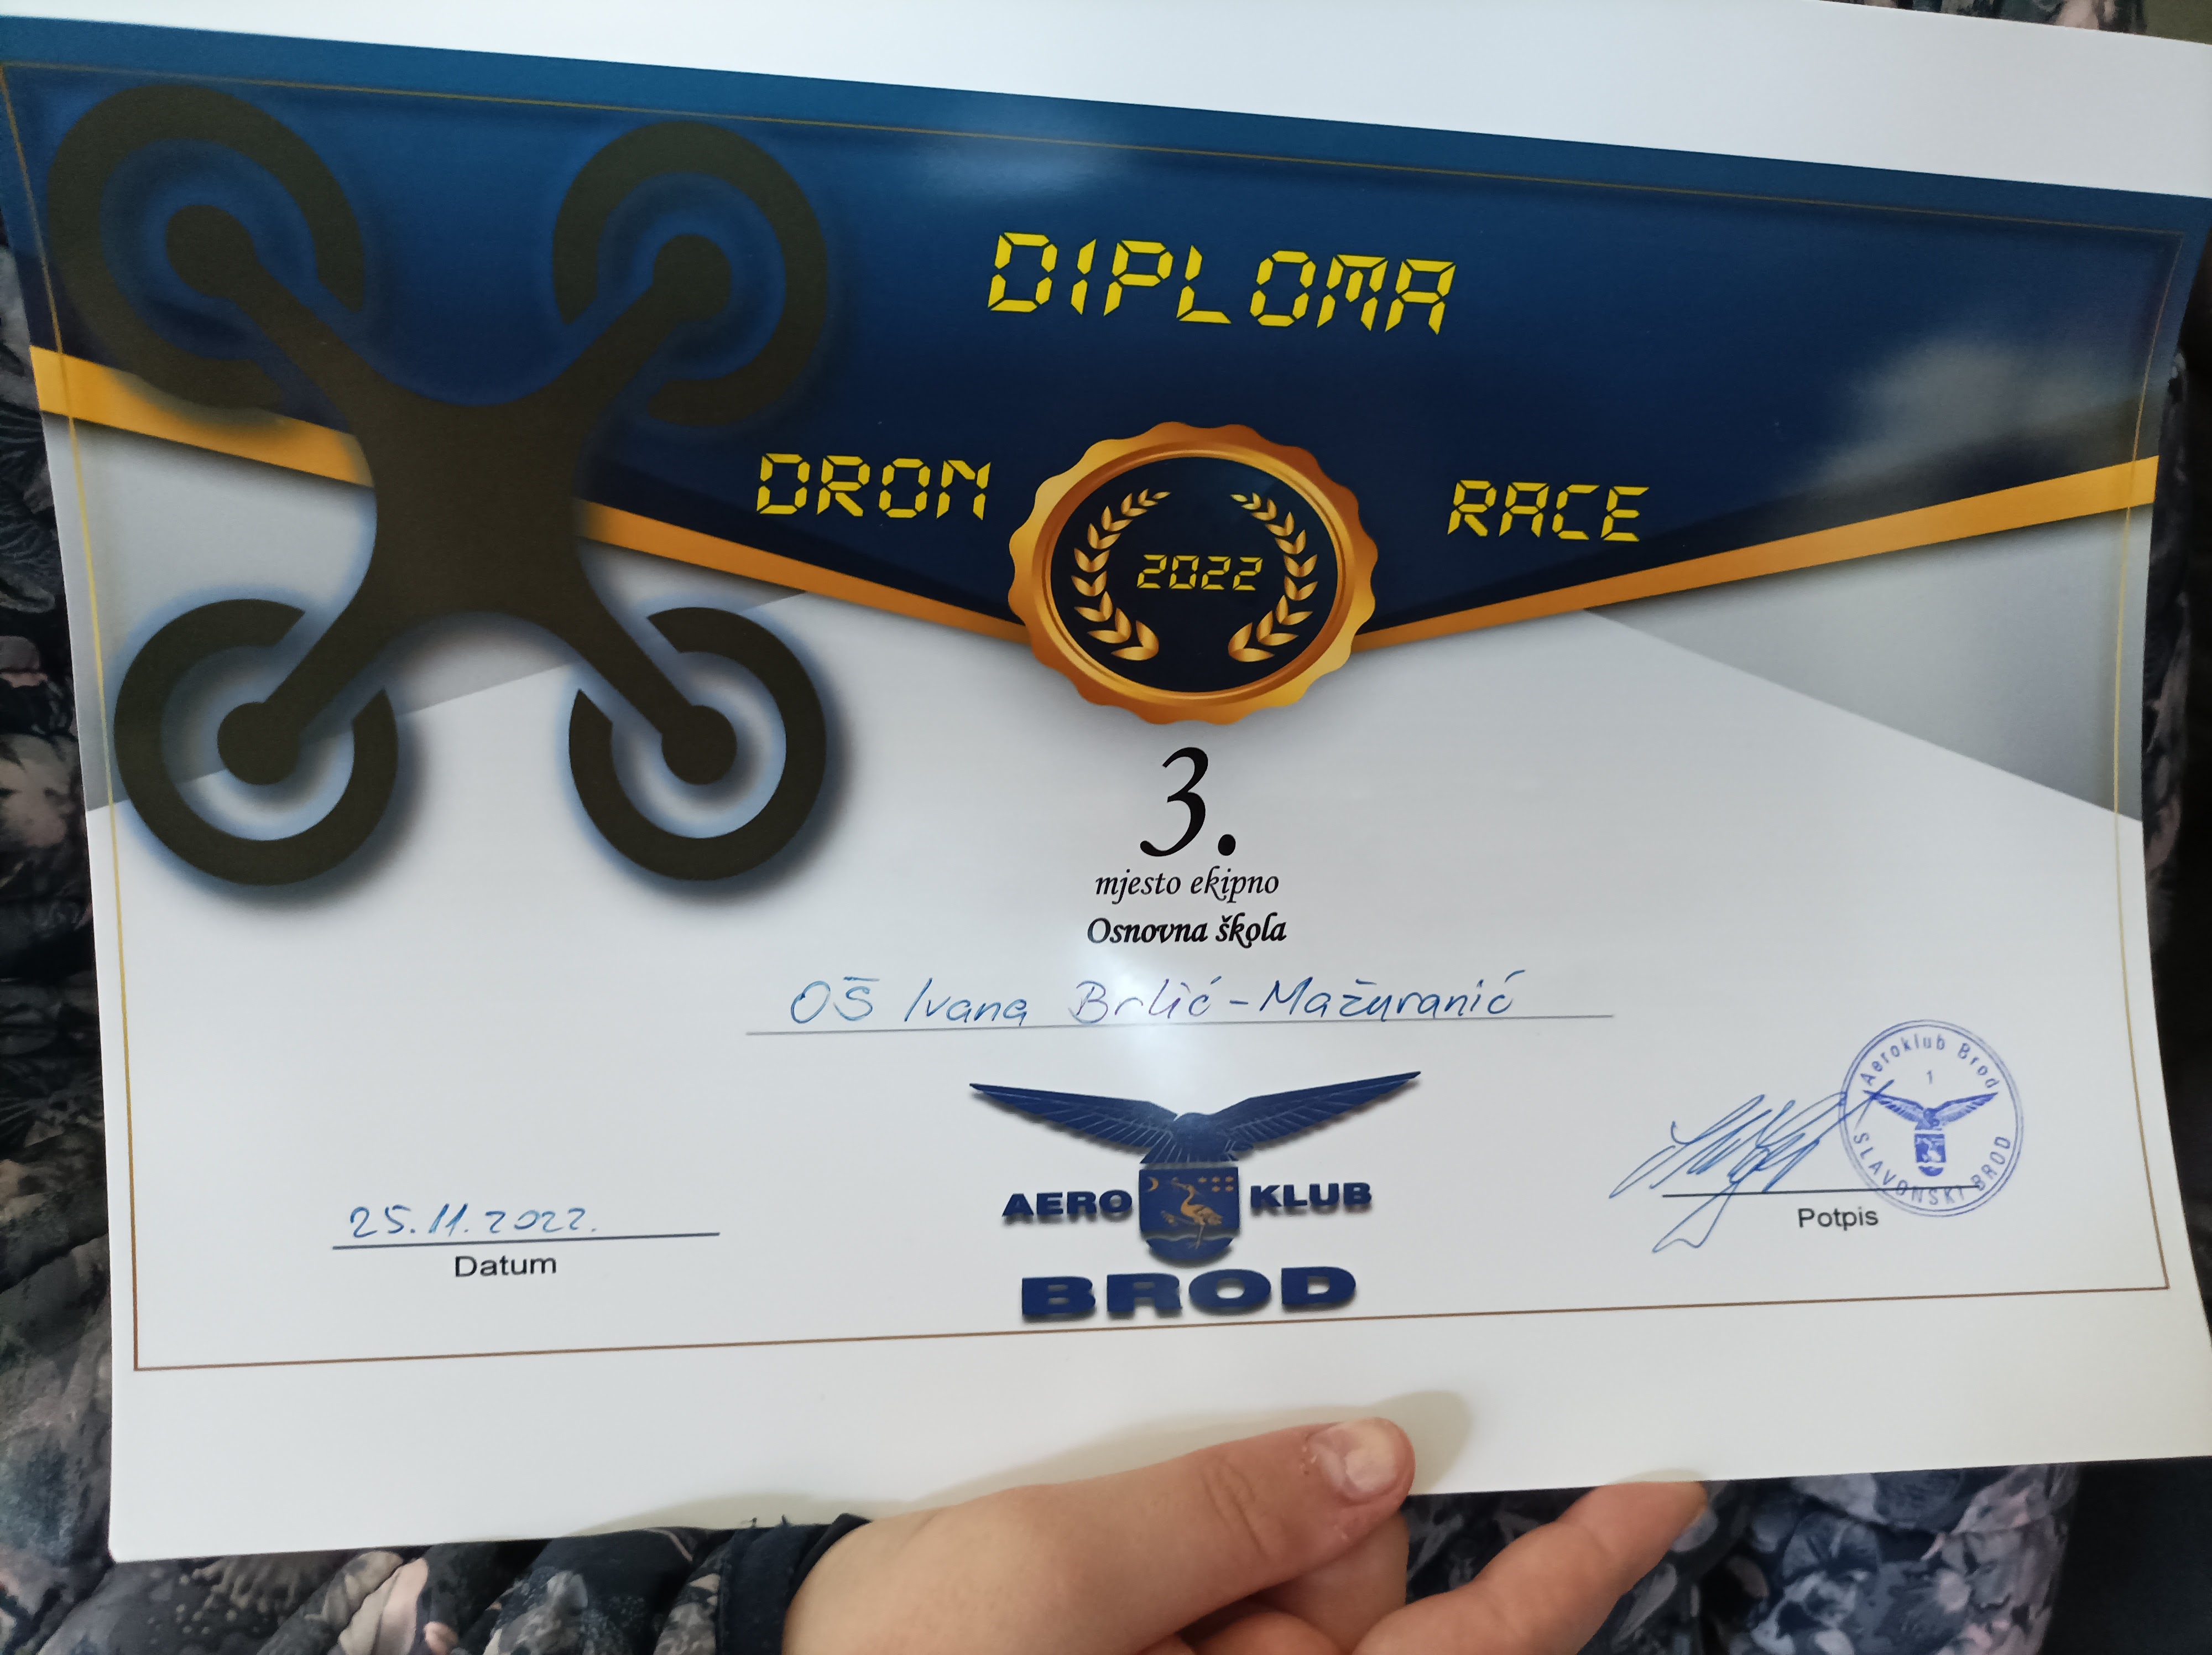 DIPLOMA
DRON RACE
2022
3.
mjesto ekipno
Osnovna škola
OŠ Ivana Brlić-Mažuranić
AERO KLUB
BROD
25.11.2022.
Datum
Potpis
Aeroklub Brod
1
SLAVONSKI BROD